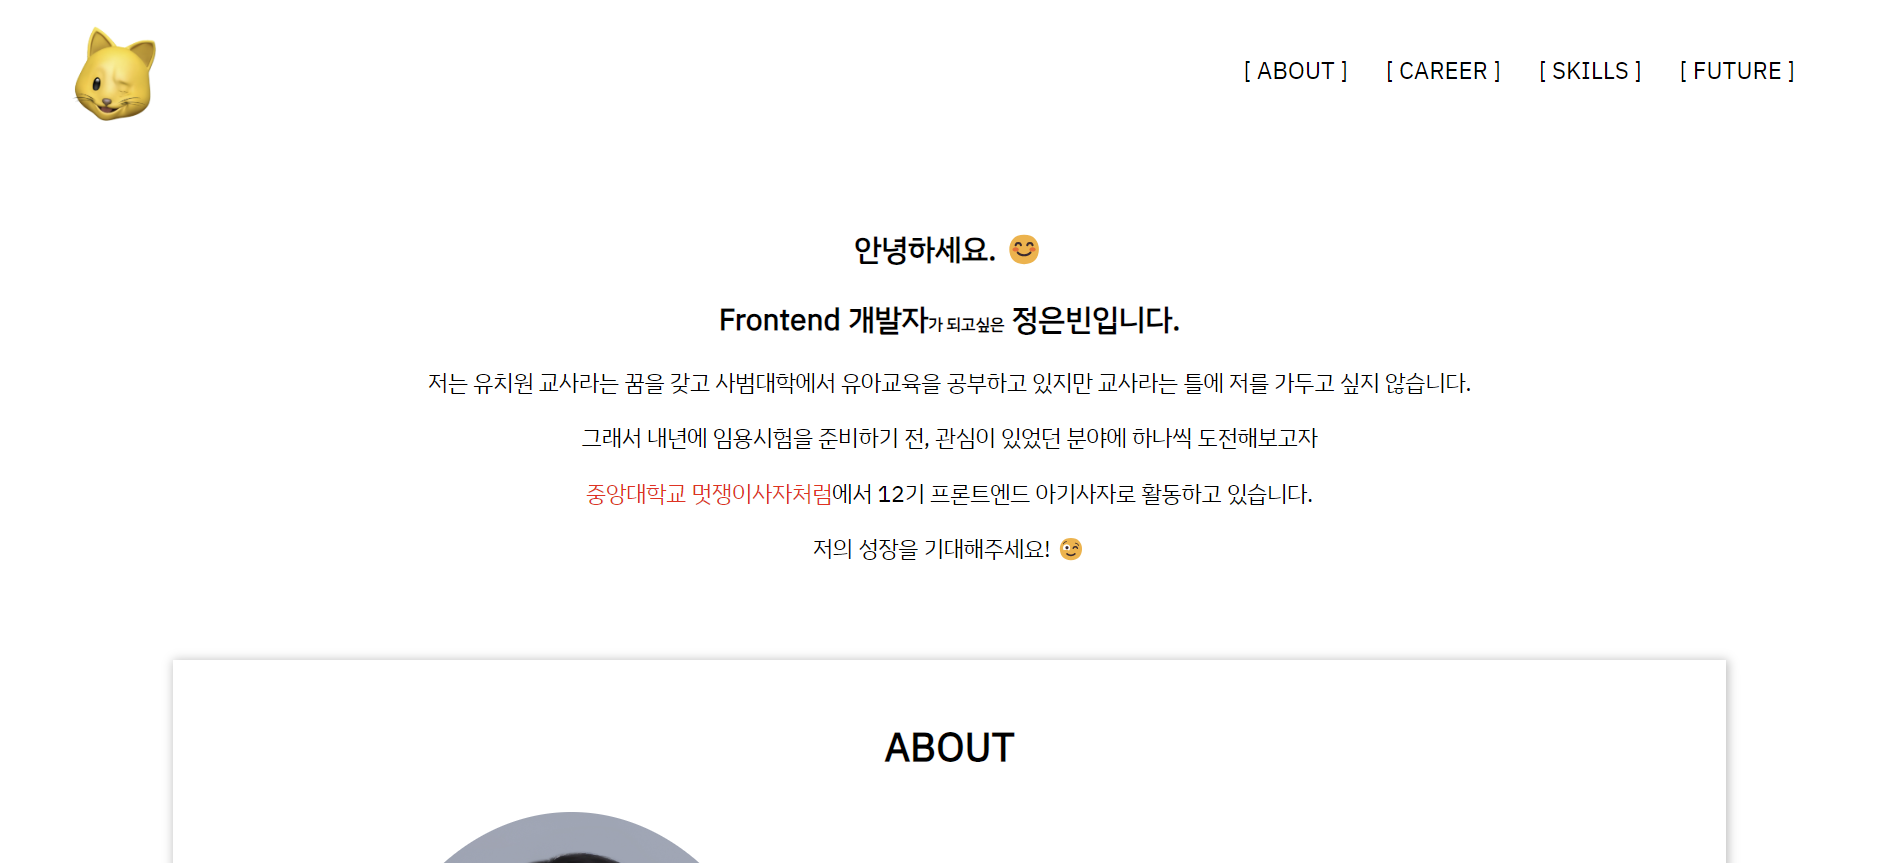 [ ABOUT ] [ CAREER ] [ SKILLS ] [ FUTURE ]
안녕하세요. 😊
Frontend 개발자가 되고싶은 정은빈입니다.
저는 유치원 교사라는 꿈을 갖고 사범대학에서 유아교육을 공부하고 있지만 교사라는 틀에 저를 가두고 싶지 않습니다.
그래서 내년에 임용시험을 준비하기 전, 관심이 있었던 분야에 하나씩 도전해보고자
중앙대학교 멋쟁이사자처럼에서 12기 프론트엔드 아기사자로 활동하고 있습니다.
저의 성장을 기대해주세요! 😉
ABOUT